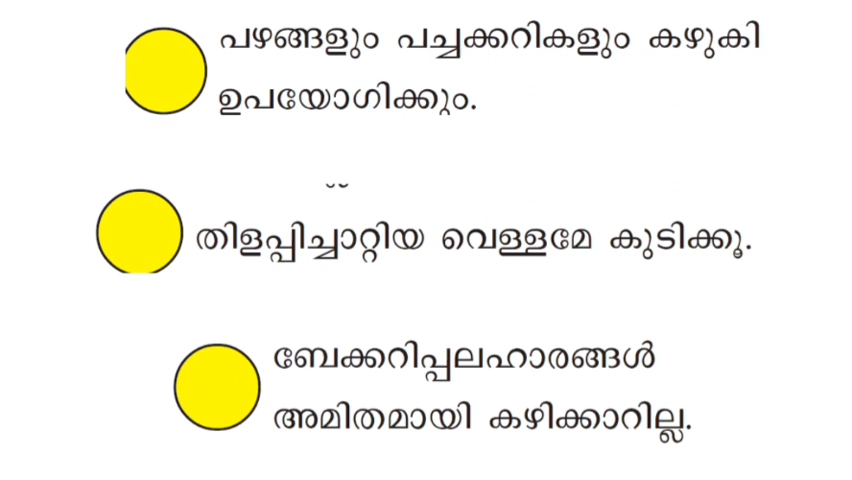 പഴങ്ങളും പച്ചക്കറികളും കഴുകി
ഉപയോഗിക്കും.
തിളപ്പിച്ചാറ്റിയ വെള്ളമേ കുടിക്കൂ.
ബേക്കറിപ്പലഹാരങ്ങൾ
അമിതമായി കഴിക്കാറില്ല.